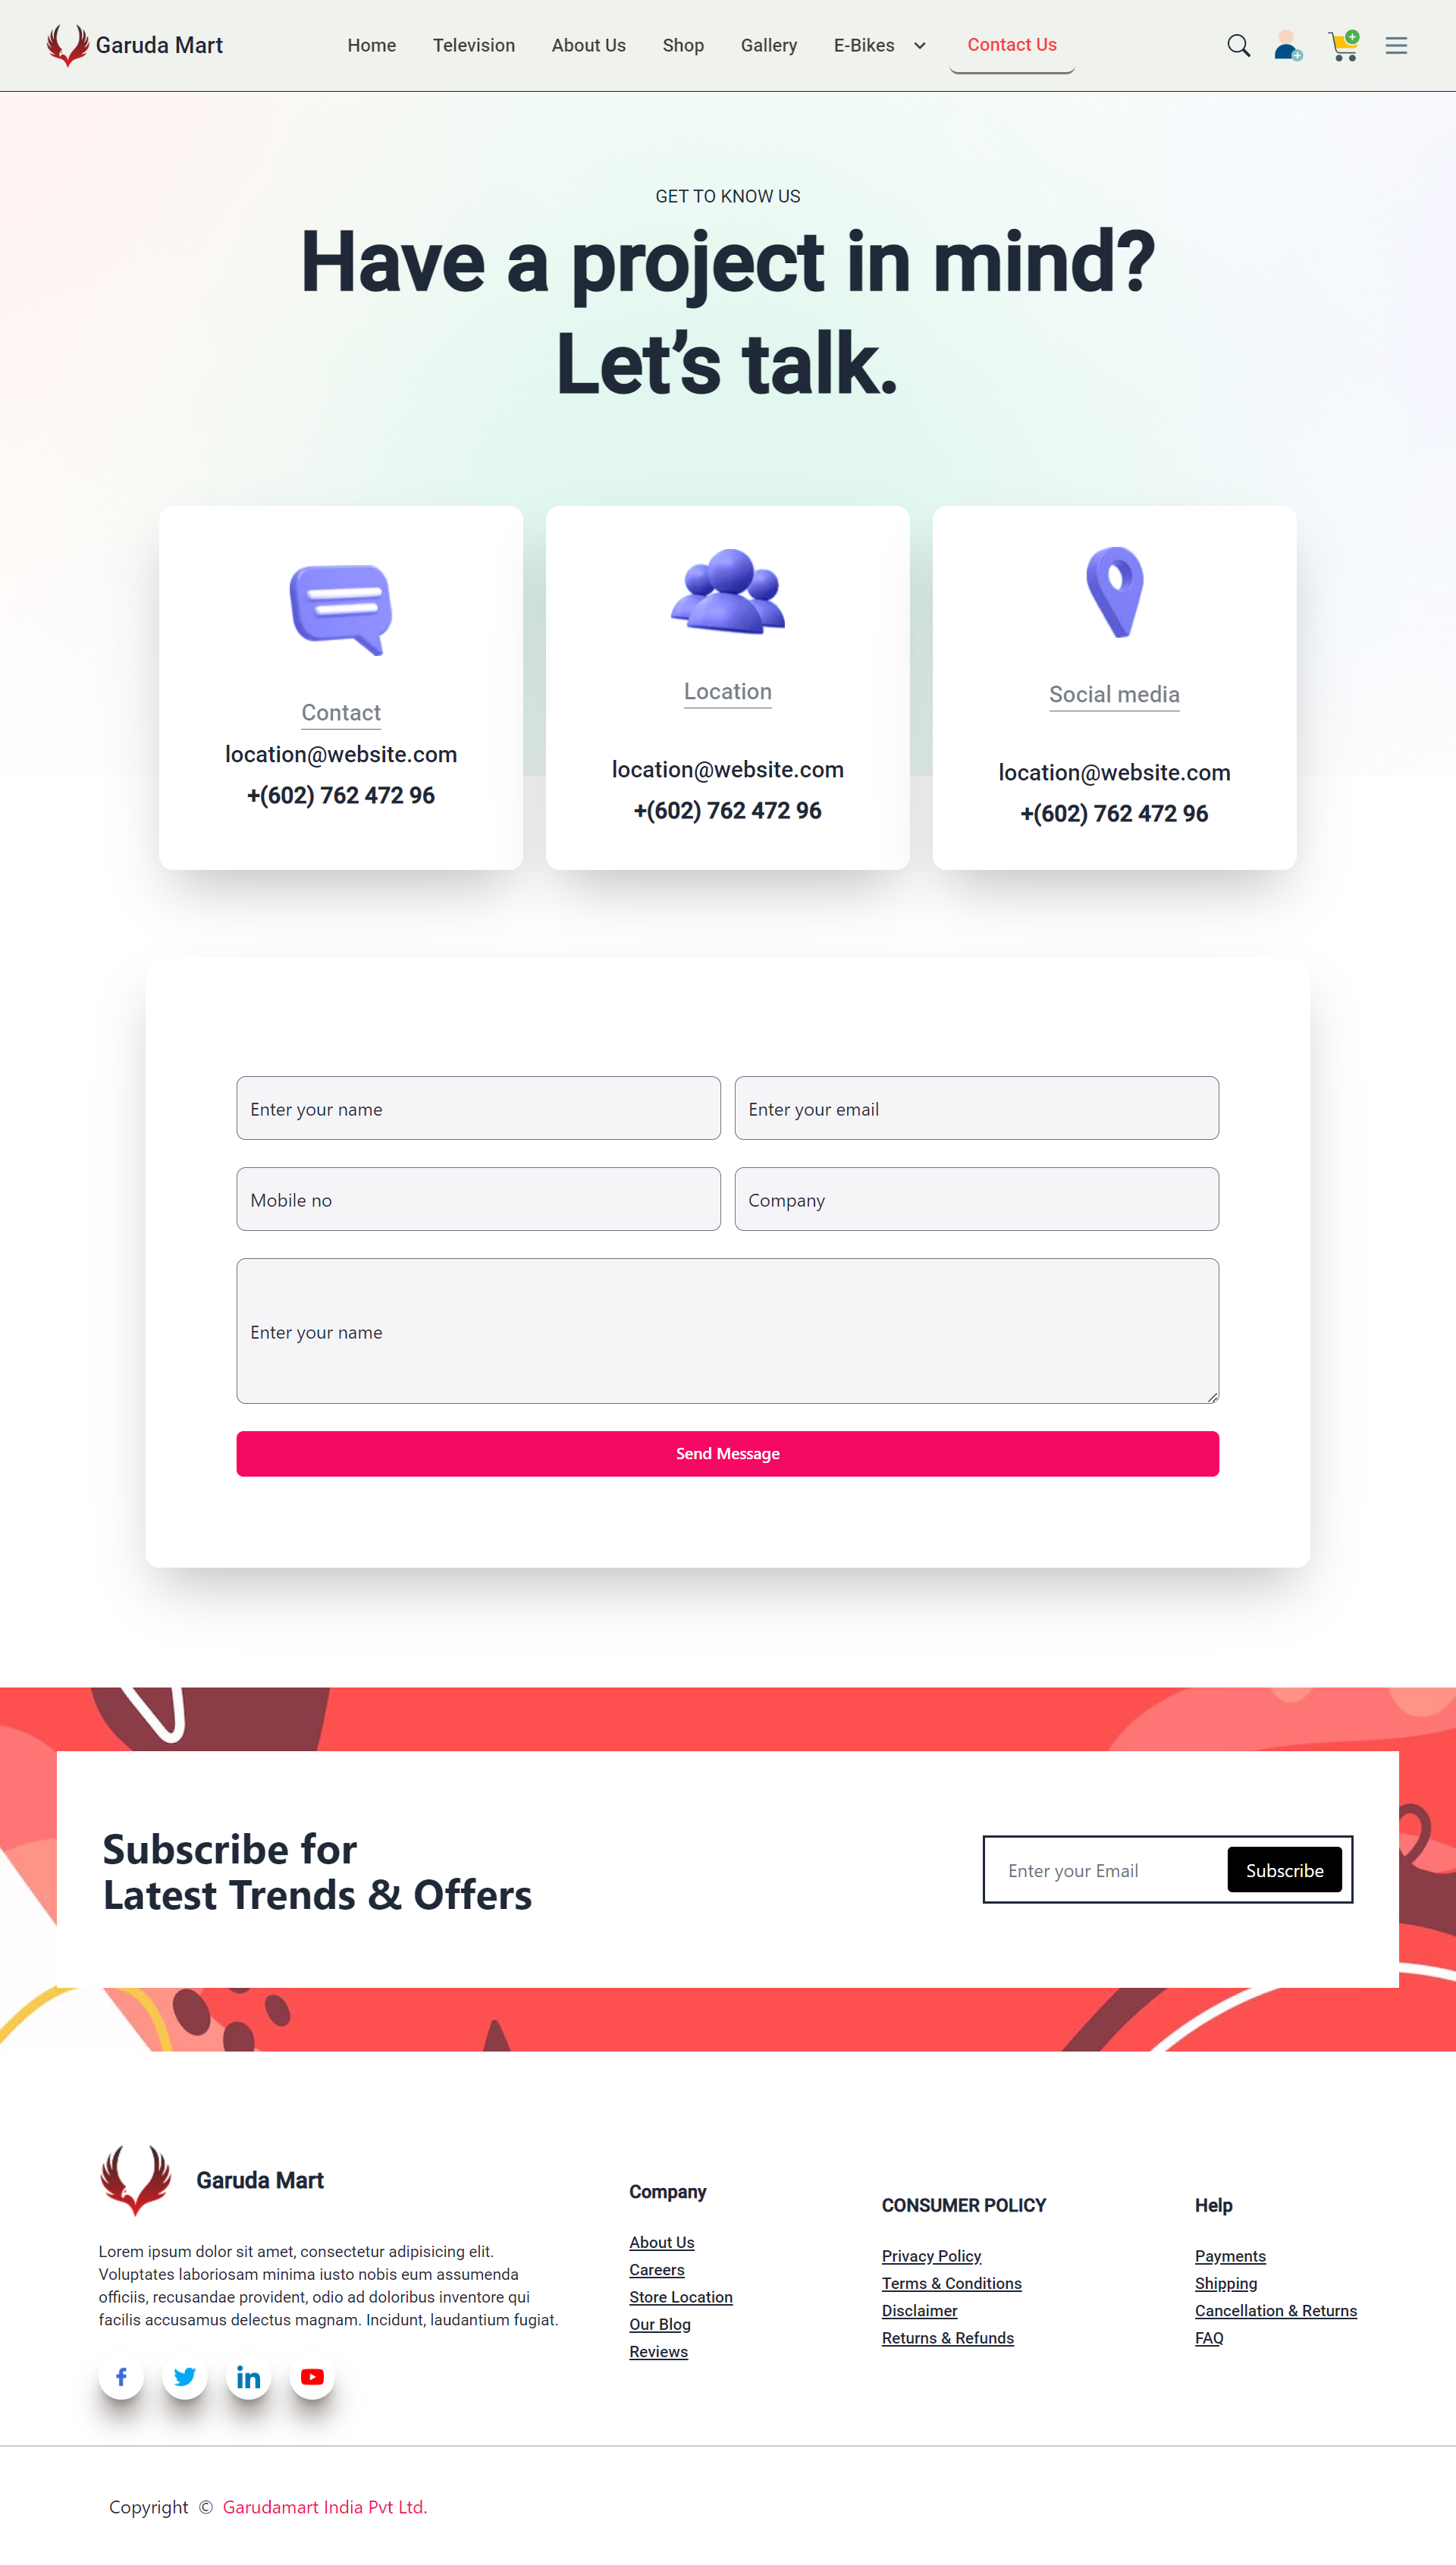 Garuda Mart
Home
Television
About Us
Shop
Gallery
E-Bikes
Contact Us
GET TO KNOW US
Have a project in mind?
Let’s talk.
Contact
location@website.com
+(602) 762 472 96
Location
location@website.com
+(602) 762 472 96
Social media
location@website.com
+(602) 762 472 96
Enter your name
Enter your email
Mobile no
Company
Enter your name
Send Message
Subscribe for
Latest Trends & Offers
Enter your Email
Subscribe
Garuda Mart
Lorem ipsum dolor sit amet, consectetur adipisicing elit.
Voluptates laboriosam minima iusto nobis eum assumenda
officiis, recusandae provident, odio ad doloribus inventore qui
facilis accusamus delectus magnam. Incidunt, laudantium fugiat.
Company
About Us
Careers
Store Location
Our Blog
Reviews
CONSUMER POLICY
Privacy Policy
Terms & Conditions
Disclaimer
Returns & Refunds
Help
Payments
Shipping
Cancellation & Returns
FAQ
Copyright © Garudamart India Pvt Ltd.